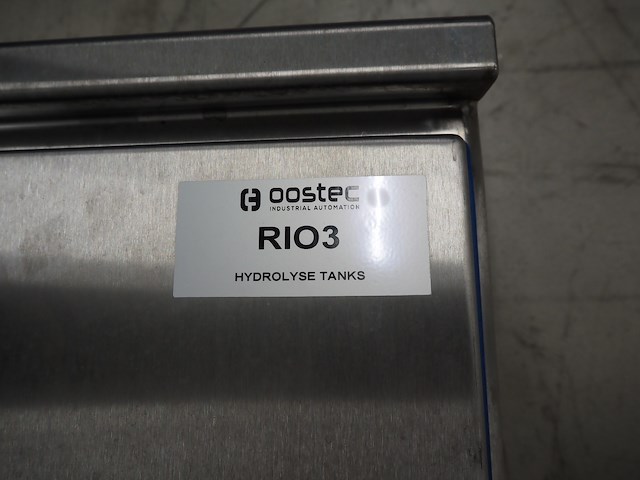 oostec
INDUSTRIAL AUTOMATION
RIO3
HYDROLYSE TANKS